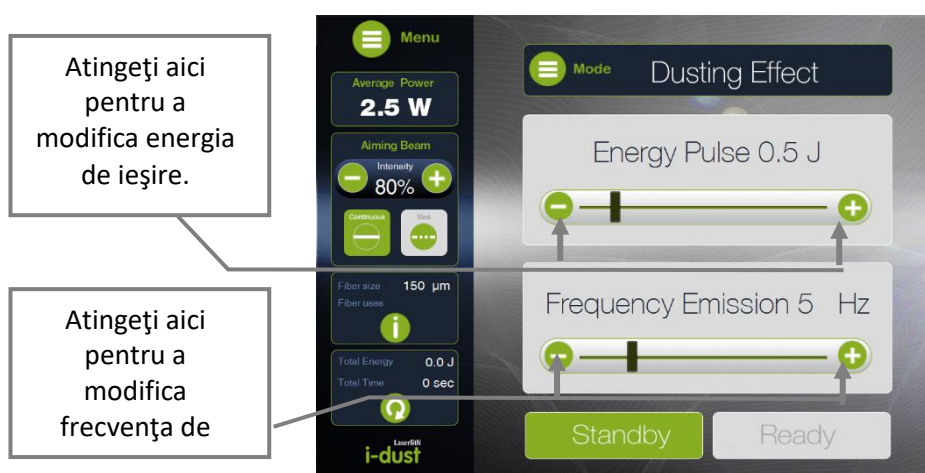 Atingeţi aici
pentru a
modifica energia
de ieşire.
Atingeţi aici
pentru a
modifica
frecvenţa de
Menu
Average Power
2.5 W
Aiming Beam
Intensity
80%
Continuous
Blink
Fiber size 150 µm
Fiber uses
i
Total Energy 0.0 J
Total Time 0 sec
Laserlith
i-dust
Mode Dusting Effect
Energy Pulse 0.5 J
Frequency Emission 5 Hz
Standby Ready